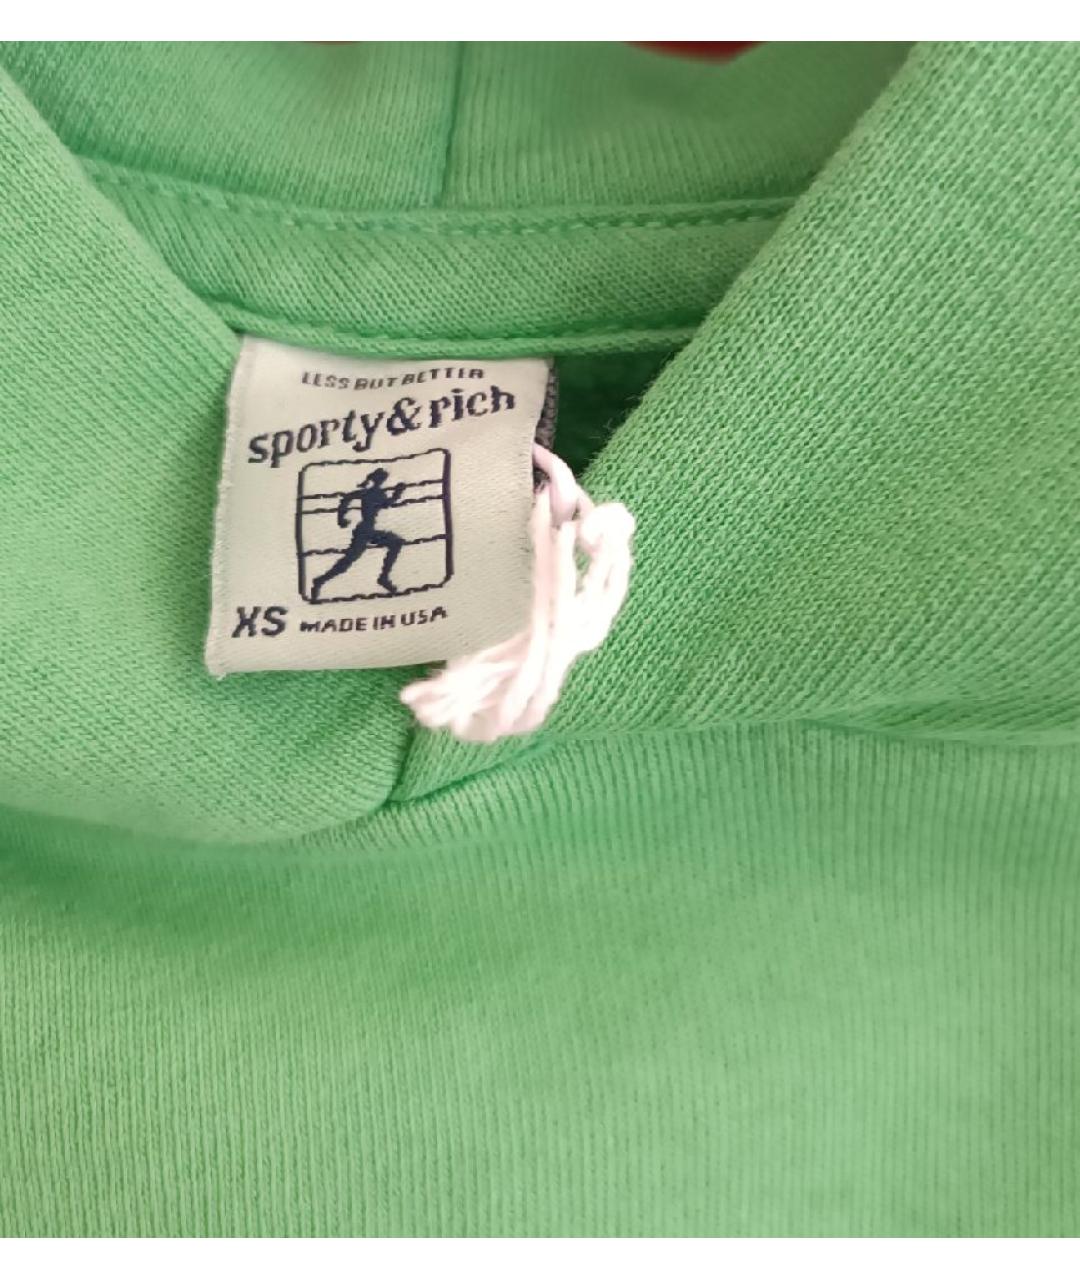 LESS BUT BETTER
sporty & rich
XS MADE IN USA